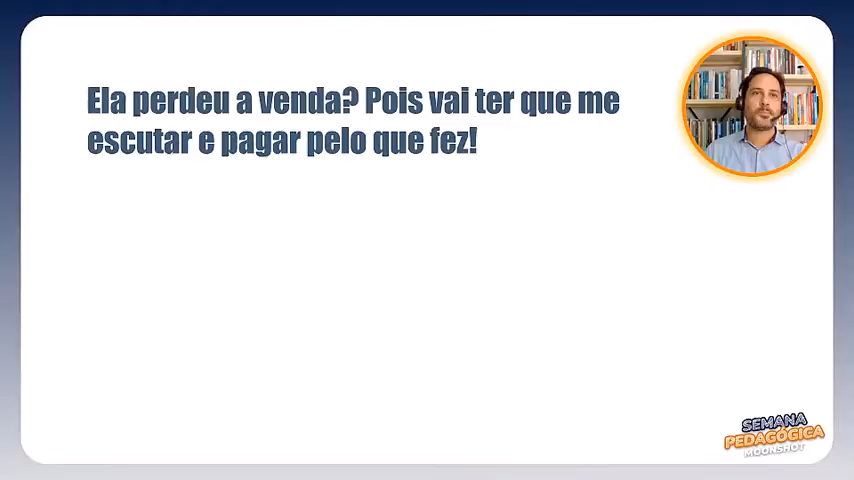 Ela perdeu a venda? Pois vai ter que me
escutar e pagar pelo que fez!
SEMANA
PEDAGÓGICA
MOONSHOT